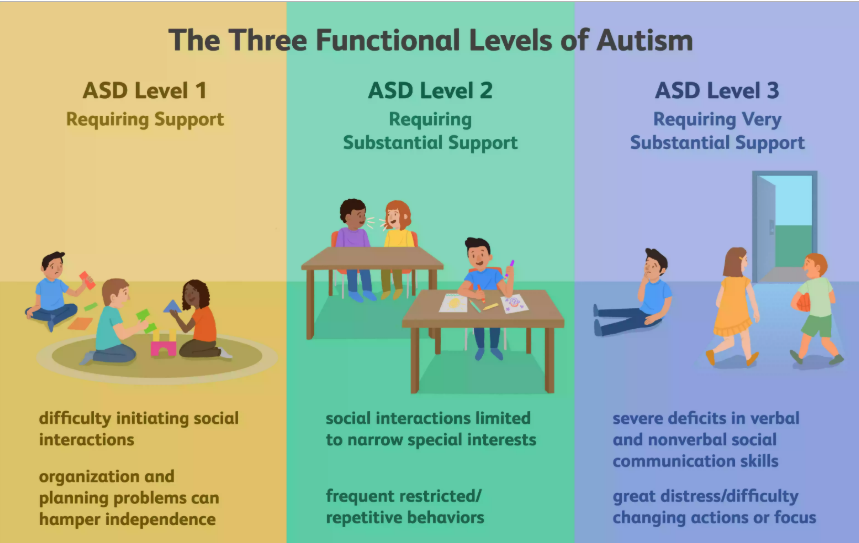 The Three Functional Levels of Autism
ASD Level 1
Requiring Support
difficulty initiating social
interactions
organization and
planning problems can
hamper independence
ASD Level 2
Requiring
Substantial Support
social interactions limited
to narrow special interests
frequent restricted/
repetitive behaviors
ASD Level 3
Requiring Very
Substantial Support
severe deficits in verbal
and nonverbal social
communication skills
great distress/difficulty
changing actions or focus